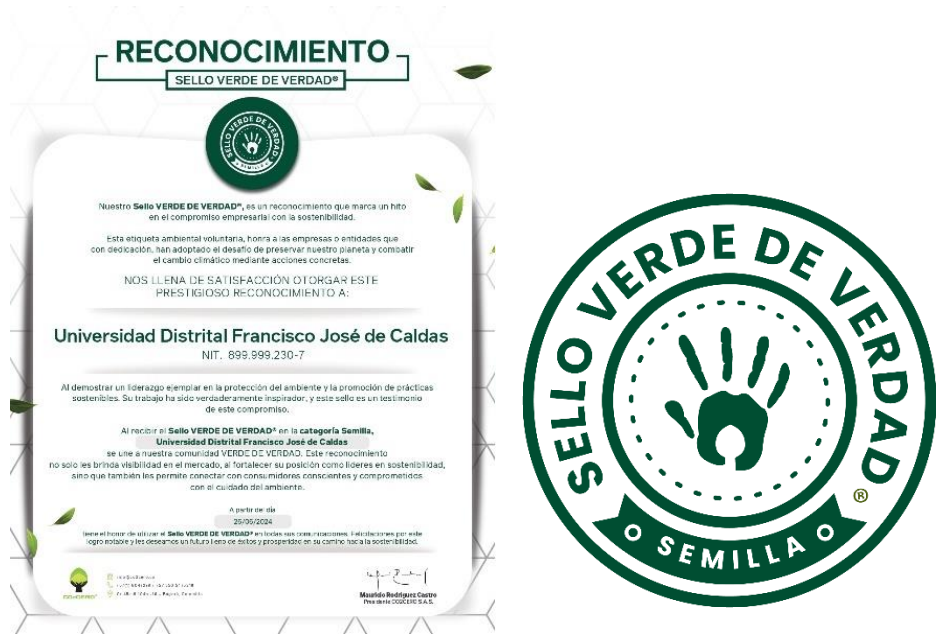 RECONOCIMIENTO
SELLO VERDE DE VERDAD®
SELLO VERDE DE VERDAD
SEMILLA
Nuestro Sello VERDE DE VERDAD®, es un reconocimiento que marca un hito
en el compromiso empresarial con la sostenibilidad.
Esta etiqueta ambiental voluntaria, honra a las empresas o entidades que
con dedicación, han adoptado el desafío de preservar nuestro planeta y combatir
el cambio climático mediante acciones concretas.
NOS LLENA DE SATISFACCIÓN OTORGAR ESTE
PRESTIGIOSO RECONOCIMIENTO A:
Universidad Distrital Francisco José de Caldas
NIT. 899.999.230-7
Al demostrar un liderazgo ejemplar en la protección del ambiente y la promoción de prácticas
sostenibles. Su trabajo ha sido verdaderamente inspirador, y este sello es un testimonio
de este compromiso.
Al recibir el Sello VERDE DE VERDAD® en la categoría Semilla,
Universidad Distrital Francisco José de Caldas
se une a nuestra comunidad VERDE DE VERDAD. Este reconocimiento
no solo les brinda visibilidad en el mercado, al fortalecer su posición como líderes en sostenibilidad,
sino que también les permite conectar con consumidores conscientes y comprometidos
con el cuidado del ambiente.
A partir del día
25/06/2024
tiene el honor de utilizar el Sello VERDE DE VERDAD® en todas sus comunicaciones. Felicitaciones por este
logro notable y les deseamos un futuro lleno de éxitos y prosperidad en su camino hacia la sostenibilidad.
Mauricio Rodríguez Castro
Presidente CO2CERO S.A.S.
SELLO VERDE DE VERDAD®
SEMILLA